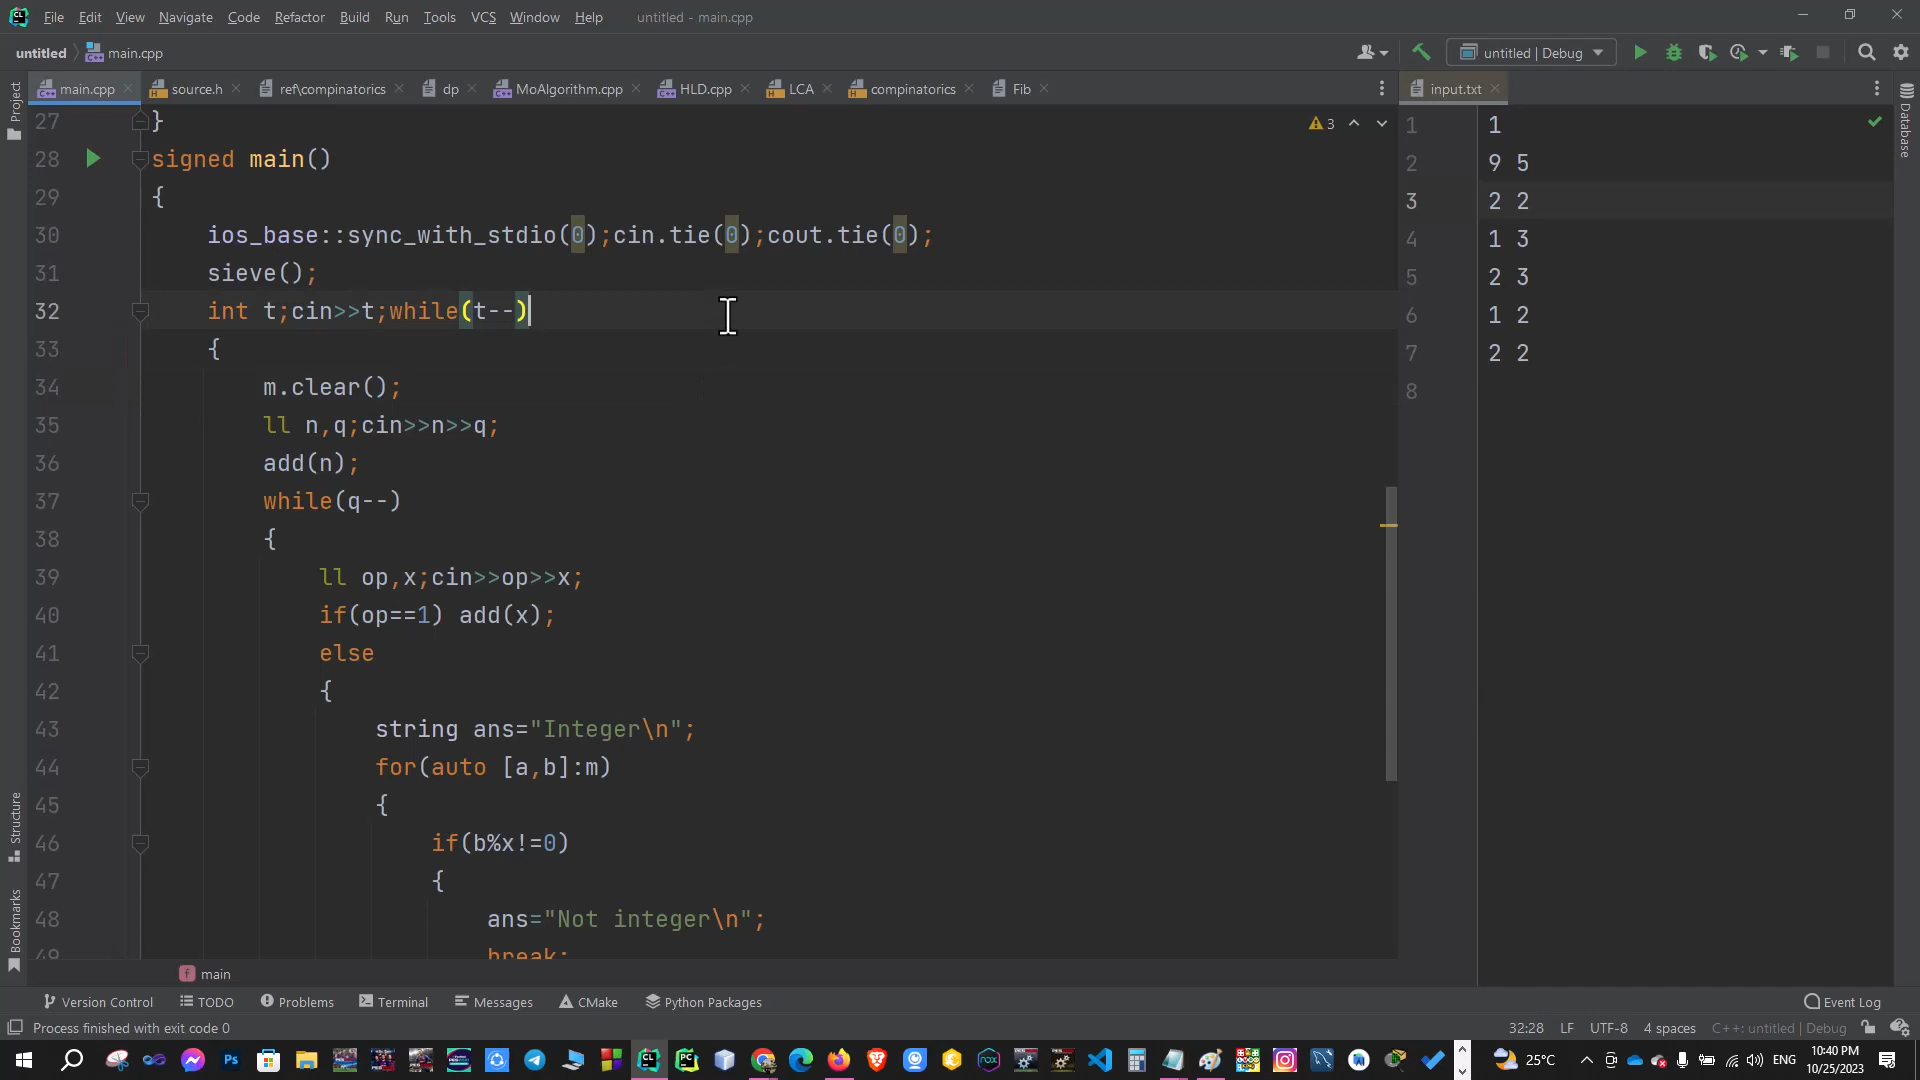 File Edit View Navigate Code Refactor Build Run Tools VCS Window Help untitled - main.cpp
untitled main.cpp untitled | Debug
main.cpp source.h ref\compinatorics dp MoAlgorithm.cpp HLD.cpp LCA compinatorics Fib input.txt
Project
Structure
Bookmarks
Database
3
27 }
28 signed main()
29 {
30 ios_base::sync_with_stdio(0);cin.tie(0);cout.tie(0);
31 sieve();
32 int t;cin>>t;while(t--)
33 {
34 m.clear();
35 ll n,q;cin>>n>>q;
36 add(n);
37 while(q--)
38 {
39 ll op,x;cin>>op>>x;
40 if(op==1) add(x);
41 else
42 {
43 string ans="Integer\n";
44 for(auto [a,b]:m)
45 {
46 if(b%x!=0)
47 {
48 ans="Not integer\n";
49 break;
1 1
2 9 5
3 2 2
4 1 3
5 2 3
6 1 2
7 2 2
8
main
Version Control TODO Problems Terminal Messages CMake Python Packages Event Log
Process finished with exit code 0 32:28 LF UTF-8 4 spaces C++: untitled | Debug
25°C ENG 10:40 PM
10/25/2023